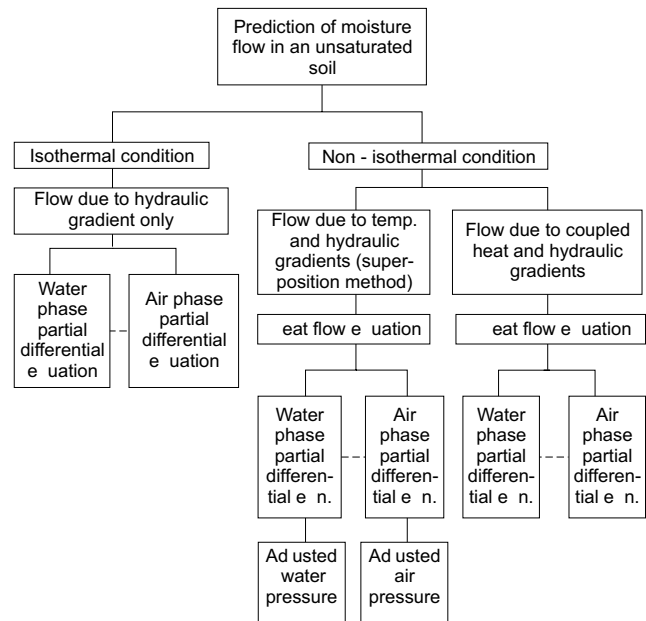 Prediction of moisture
flow in an unsaturated
soil
Isothermal condition
Non - isothermal condition
Flow due to hydraulic
gradient only
Flow due to temp.
and hydraulic
gradients (super-
position method)
Flow due to coupled
heat and hydraulic
gradients
Water
phase
partial
differential
e uation
Air phase
partial
differential
e uation
eat flow e uation
eat flow e uation
Water
phase
partial
differen-
tial e n.
Air
phase
partial
differen-
tial e n.
Water
phase
partial
differen-
tial e n.
Air
phase
partial
differen-
tial e n.
Ad usted
water
pressure
Ad usted
air
pressure